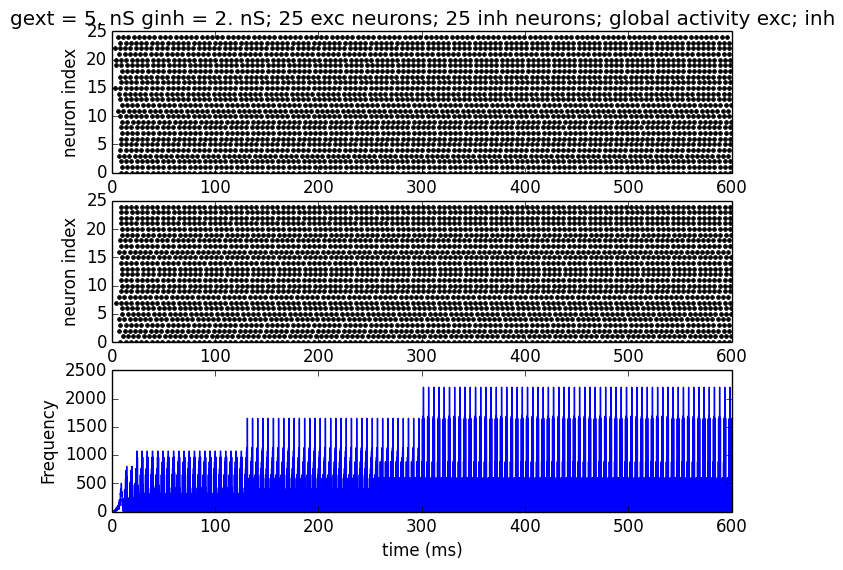 gext = 5. nS ginh = 2. nS; 25 exc neurons; 25 inh neurons; global activity exc; inh
25
20
15
10
5
0
neuron index
0 100 200 300 400 500 600
25
20
15
10
5
0
neuron index
0 100 200 300 400 500 600
2500
2000
1500
1000
500
0
Frequency
0 100 200 300 400 500 600
time (ms)